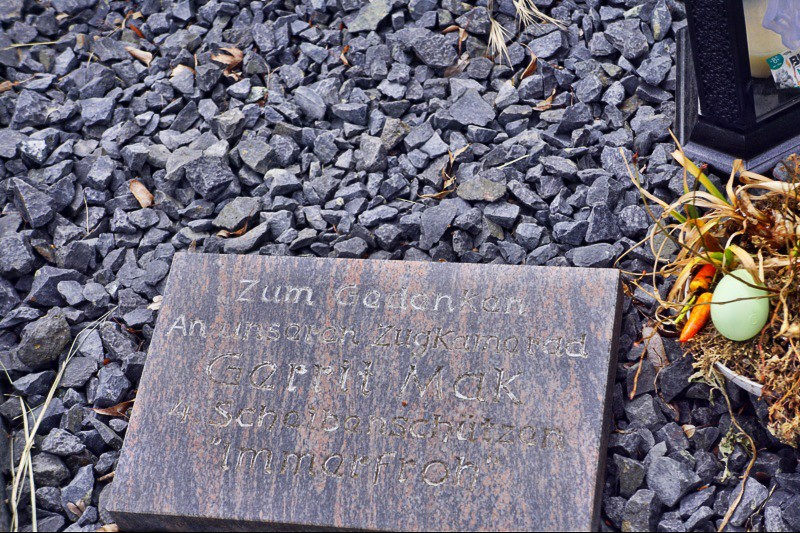 Zum Gedenken
An unseren Zugkamerad
Gerrit Mak
4 Scheibenschützen
"Immerfroh"